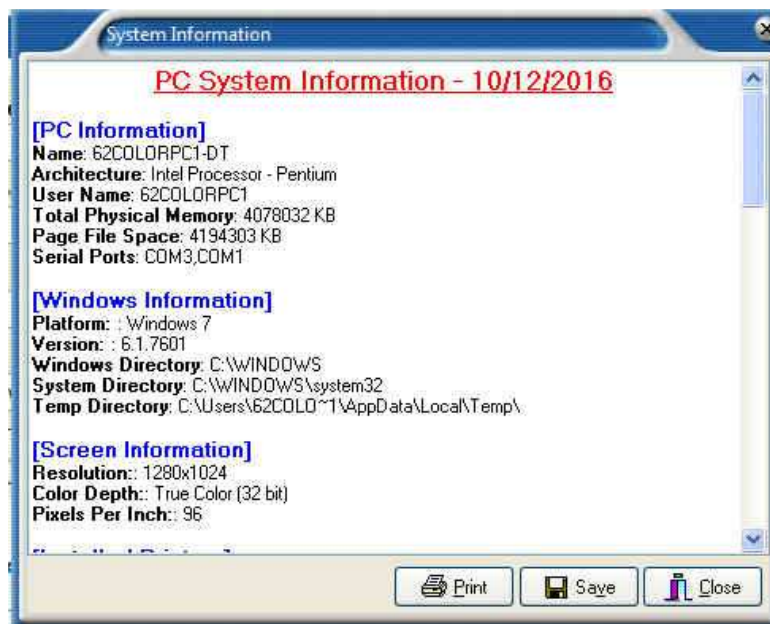 System Information
PC System Information - 10/12/2016
[PC Information]
Name: 62COLORPC1-DT
Architecture: Intel Processor - Pentium
User Name: 62COLORPC1
Total Physical Memory: 4078032 KB
Page File Space: 4194303 KB
Serial Ports: COM3,COM1
[Windows Information]
Platform: : Windows 7
Version: : 6.1.7601
Windows Directory: C:\WINDOWS
System Directory: C:\WINDOWS\system32
Temp Directory: C:\Users\62COLO~1\AppData\Local\Temp\
[Screen Information]
Resolution:: 1280x1024
Color Depth:: True Color (32 bit)
Pixels Per Inch:: 96
Print
Save
Close